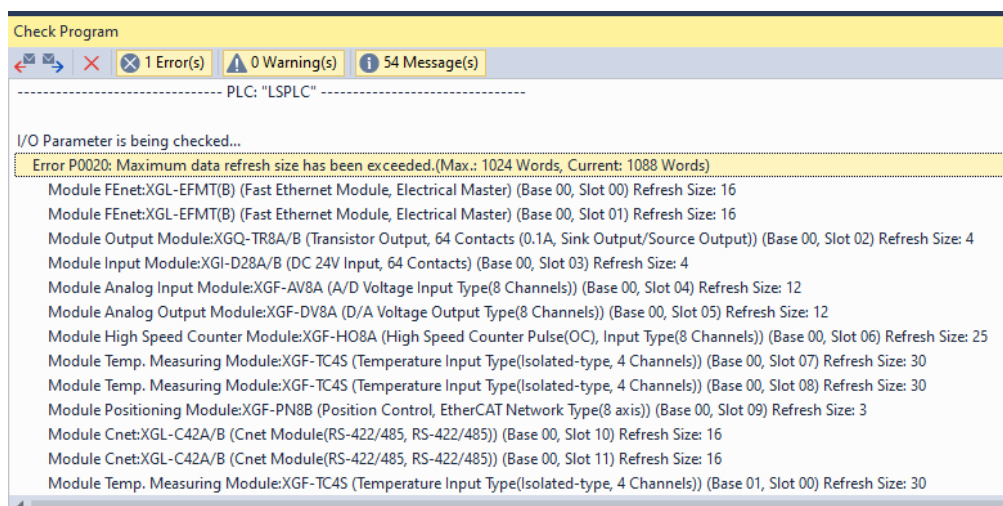 Check Program
1 Error(s) 0 Warning(s) 54 Message(s)
-------------------------------- PLC: "LSPLC" --------------------------------
I/O Parameter is being checked...
Error P0020: Maximum data refresh size has been exceeded.(Max.: 1024 Words, Current: 1088 Words)
Module FEnet:XGL-EFMT(B) (Fast Ethernet Module, Electrical Master) (Base 00, Slot 00) Refresh Size: 16
Module FEnet:XGL-EFMT(B) (Fast Ethernet Module, Electrical Master) (Base 00, Slot 01) Refresh Size: 16
Module Output Module:XGQ-TR8A/B (Transistor Output, 64 Contacts (0.1A, Sink Output/Source Output)) (Base 00, Slot 02) Refresh Size: 4
Module Input Module:XGI-D28A/B (DC 24V Input, 64 Contacts) (Base 00, Slot 03) Refresh Size: 4
Module Analog Input Module:XGF-AV8A (A/D Voltage Input Type(8 Channels)) (Base 00, Slot 04) Refresh Size: 12
Module Analog Output Module:XGF-DV8A (D/A Voltage Output Type(8 Channels)) (Base 00, Slot 05) Refresh Size: 12
Module High Speed Counter Module:XGF-HO8A (High Speed Counter Pulse(OC), Input Type(8 Channels)) (Base 00, Slot 06) Refresh Size: 25
Module Temp. Measuring Module:XGF-TC4S (Temperature Input Type(Isolated-type, 4 Channels)) (Base 00, Slot 07) Refresh Size: 30
Module Temp. Measuring Module:XGF-TC4S (Temperature Input Type(Isolated-type, 4 Channels)) (Base 00, Slot 08) Refresh Size: 30
Module Positioning Module:XGF-PN8B (Position Control, EtherCAT Network Type(8 axis)) (Base 00, Slot 09) Refresh Size: 3
Module Cnet:XGL-C42A/B (Cnet Module(RS-422/485, RS-422/485)) (Base 00, Slot 10) Refresh Size: 16
Module Cnet:XGL-C42A/B (Cnet Module(RS-422/485, RS-422/485)) (Base 00, Slot 11) Refresh Size: 16
Module Temp. Measuring Module:XGF-TC4S (Temperature Input Type(Isolated-type, 4 Channels)) (Base 01, Slot 00) Refresh Size: 30